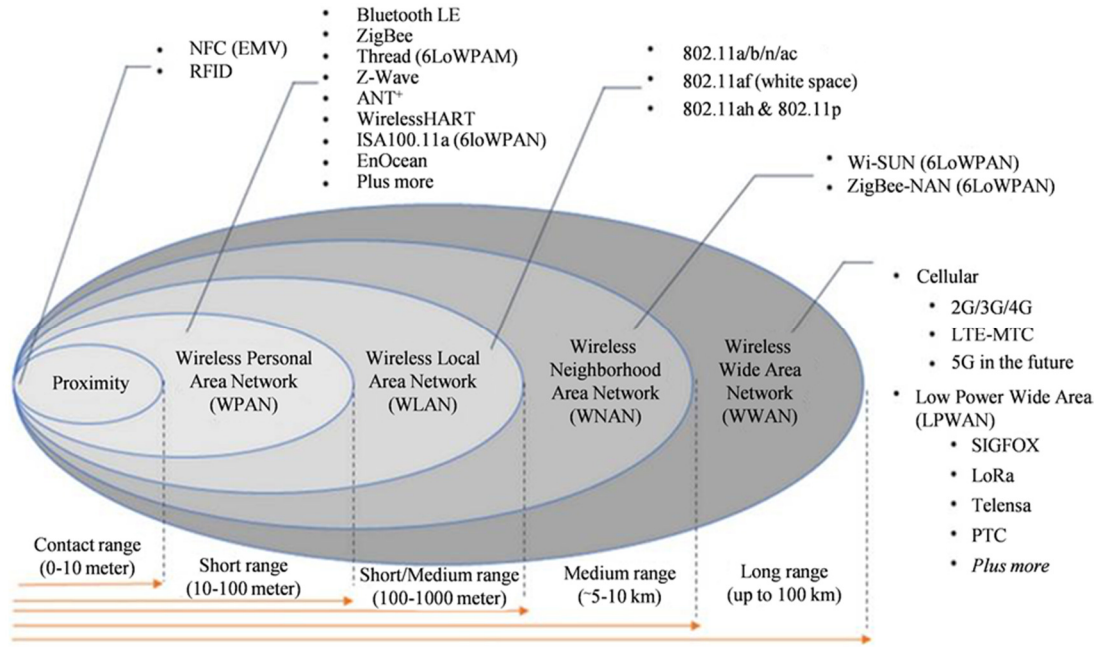 • NFC (EMV)
• RFID
• Bluetooth LE
• ZigBee
• Thread (6LoWPAM)
• Z-Wave
• ANT⁺
• WirelessHART
• ISA100.11a (6loWPAN)
• EnOcean
• Plus more
• 802.11a/b/n/ac
• 802.11af (white space)
• 802.11ah & 802.11p
• Wi-SUN (6LoWPAN)
• ZigBee-NAN (6LoWPAN)
• Cellular
• 2G/3G/4G
• LTE-MTC
• 5G in the future
• Low Power Wide Area
(LPWAN)
• SIGFOX
• LoRa
• Telensa
• PTC
• Plus more
Proximity
Wireless Personal
Area Network
(WPAN)
Wireless Local
Area Network
(WLAN)
Wireless
Neighborhood
Area Network
(WNAN)
Wireless
Wide Area
Network
(WWAN)
Contact range
(0-10 meter)
Short range
(10-100 meter)
Short/Medium range
(100-1000 meter)
Medium range
(~5-10 km)
Long range
(up to 100 km)